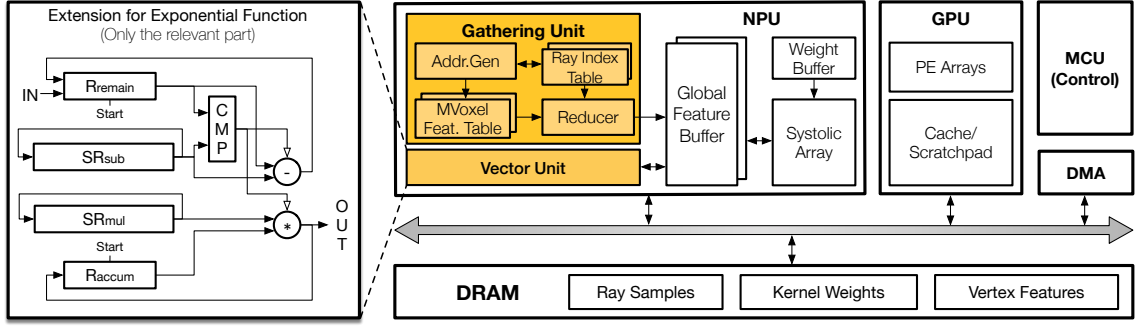 Extension for Exponential Function
(Only the relevant part)
IN
Rremain
Start
CMP
SRsub
-
SRmul
*
OUT
Start
Raccum
NPU
Gathering Unit
Addr.Gen
Ray Index
Table
MVoxel
Feat. Table
Reducer
Vector Unit
Global
Feature
Buffer
Weight
Buffer
Systolic
Array
GPU
PE Arrays
Cache/
Scratchpad
MCU
(Control)
DMA
DRAM
Ray Samples
Kernel Weights
Vertex Features